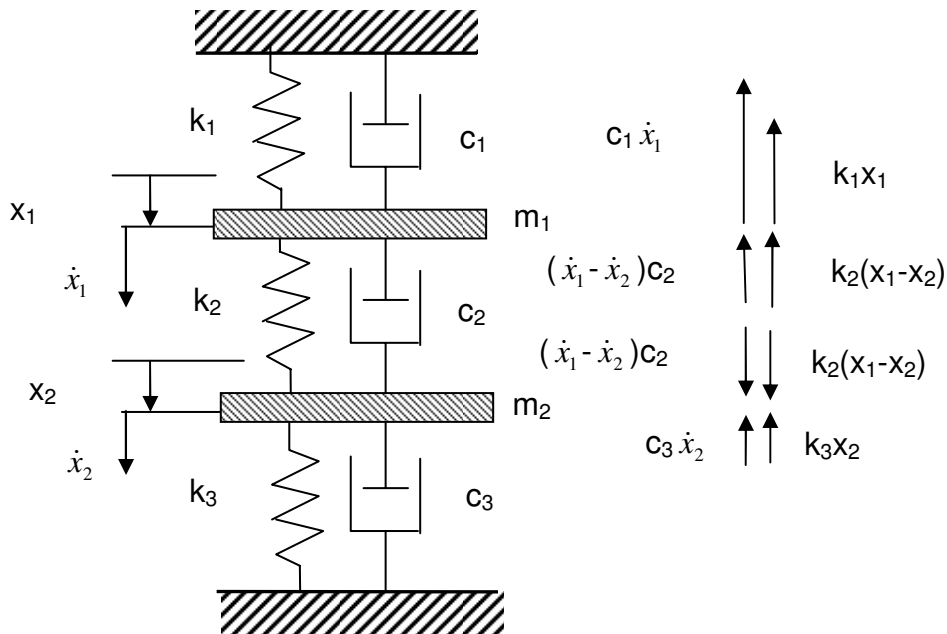 k₁
c₁
x₁
m₁
ẋ₁
k₂
c₂
x₂
m₂
ẋ₂
k₃
c₃
c₁ ẋ₁
k₁x₁
(ẋ₁ - ẋ₂)c₂
k₂(x₁-x₂)
(ẋ₁ - ẋ₂)c₂
k₂(x₁-x₂)
c₃ ẋ₂
k₃x₂